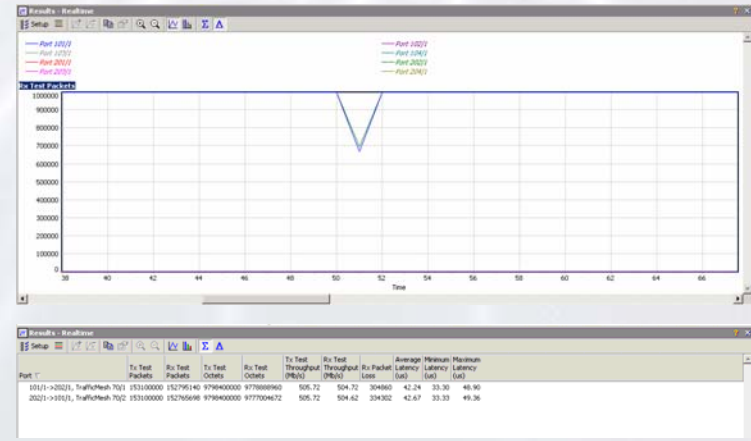 Results - Realtime
Setup
Port 101/1 Port 102/1
Port 103/1 Port 104/1
Port 201/1 Port 202/1
Port 203/1 Port 204/1
Rx Test Packets
1000000
900000
800000
700000
600000
500000
400000
300000
200000
100000
0
38 40 42 44 46 48 50 52 54 56 58 60 62 64 66
Time
Results - Realtime
Setup
Port Tx Test Packets Rx Test Packets Tx Test Octets Rx Test Octets Tx Test Throughput (Mb/s) Rx Test Throughput (Mb/s) Rx Packet Loss Average Latency (us) Minimum Latency (us) Maximum Latency (us)
101/1->202/1, TrafficMesh 70/1 153100000 152795140 9798400000 9778888960 505.72 504.72 304860 42.24 33.30 48.90
202/1->101/1, TrafficMesh 70/2 153100000 152765698 9798400000 9777004672 505.72 504.62 334302 42.67 33.33 49.36